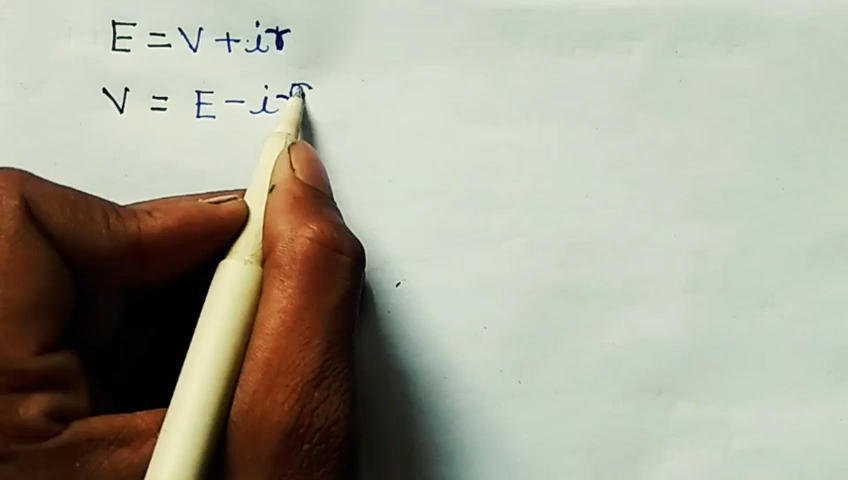 E = V + ir
V = E - ir